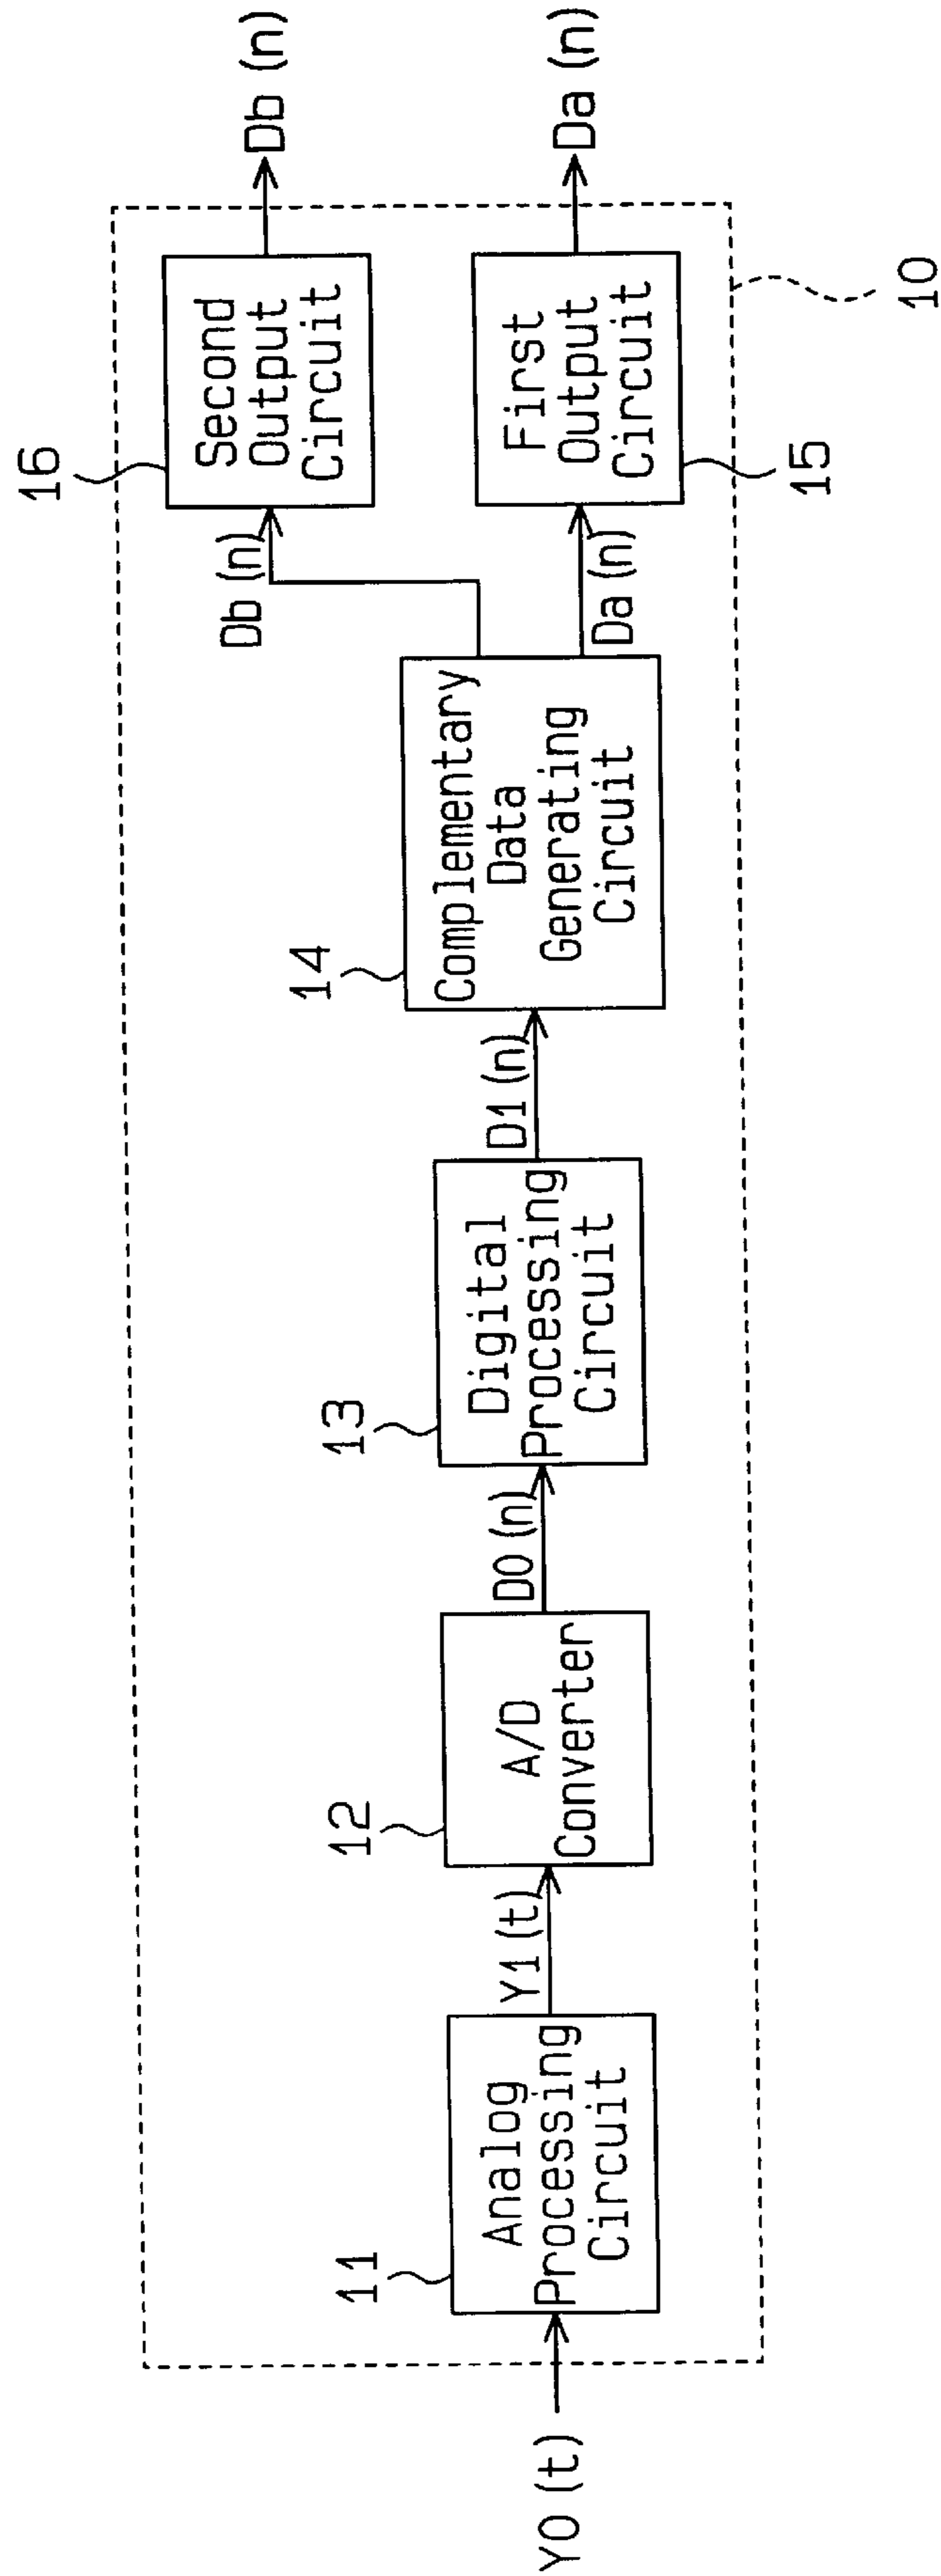 Y0 (t)
11
Analog
Processing
Circuit
Y1 (t)
12
A/D
Converter
D0 (n)
13
Digital
Processing
Circuit
D1 (n)
14
Complementary
Data
Generating
Circuit
Db (n)
Da (n)
16
Second
Output
Circuit
Db (n)
First
Output
Circuit
15
Da (n)
10